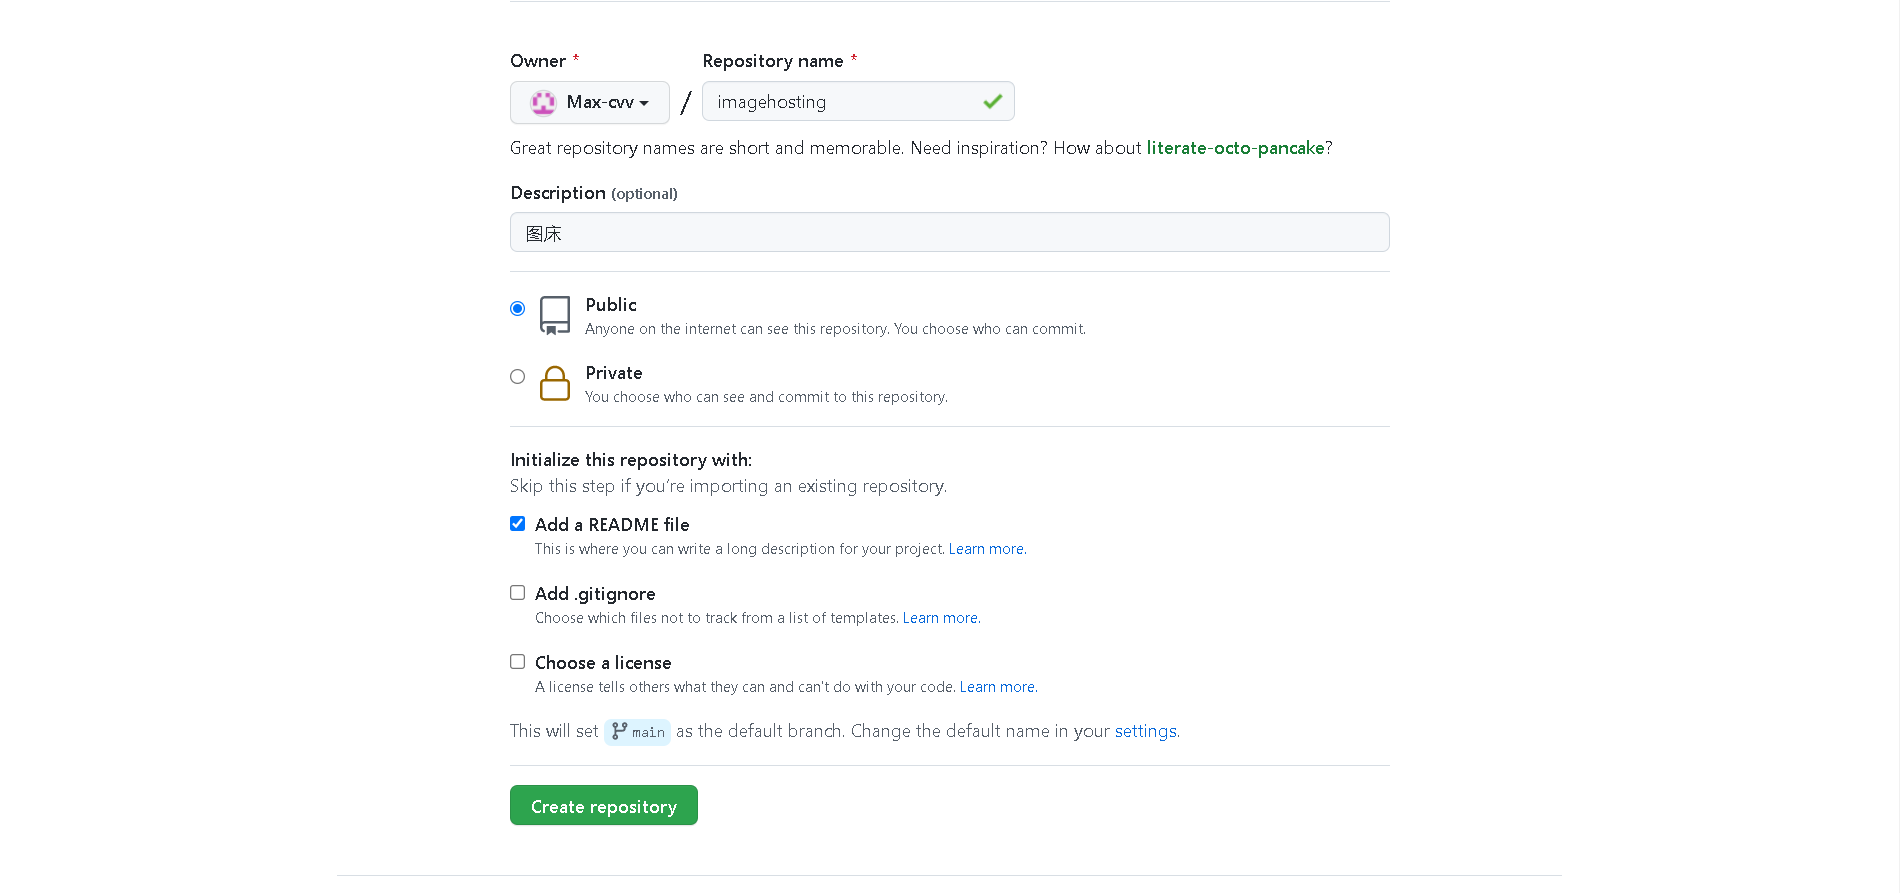 Owner * Repository name *
Max-cvv / imagehosting
Great repository names are short and memorable. Need inspiration? How about literate-octo-pancake?
Description (optional)
图床
Public
Anyone on the internet can see this repository. You choose who can commit.
Private
You choose who can see and commit to this repository.
Initialize this repository with:
Skip this step if you’re importing an existing repository.
Add a README file
This is where you can write a long description for your project. Learn more.
Add .gitignore
Choose which files not to track from a list of templates. Learn more.
Choose a license
A license tells others what they can and can't do with your code. Learn more.
This will set main as the default branch. Change the default name in your settings.
Create repository